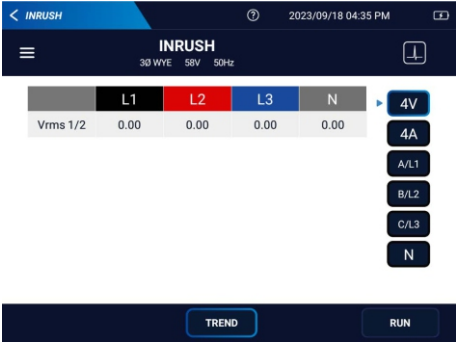 INRUSH
2023/09/18 04:35 PM
INRUSH
3Ø WYE 58V 50Hz
L1 L2 L3 N
Vrms 1/2 0.00 0.00 0.00 0.00
4V
4A
A/L1
B/L2
C/L3
N
TREND
RUN